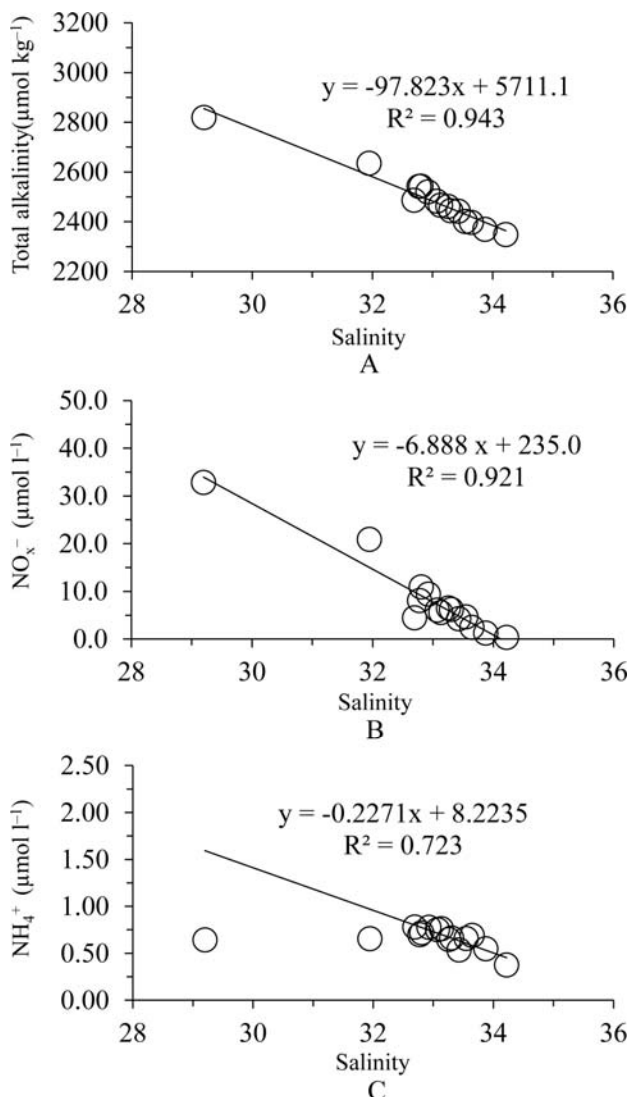 3200
3000
2800
2600
2400
2200
Total alkalinity(μmol kg⁻¹)
y = -97.823x + 5711.1
R² = 0.943
28 30 32 34 36
Salinity
A
50.0
40.0
30.0
20.0
10.0
0.0
NOₓ⁻ (μmol l⁻¹)
y = -6.888 x + 235.0
R² = 0.921
28 30 32 34 36
Salinity
B
2.50
2.00
1.50
1.00
0.50
0.00
NH₄⁺ (μmol l⁻¹)
y = -0.2271x + 8.2235
R² = 0.723
28 30 32 34 36
Salinity
C